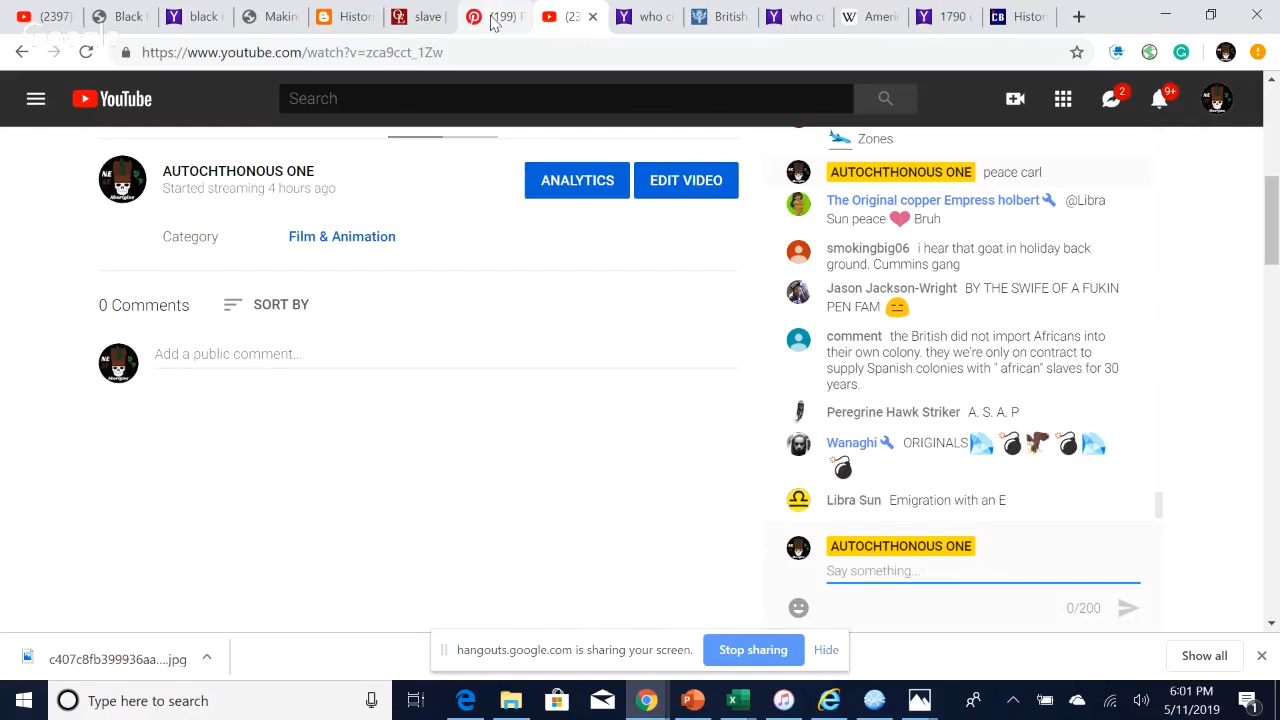 (23
Black
black
Makin
Histor
slave
(99) F
(23
who c
Britisl
who c
Ameri
1790
Histor
https://www.youtube.com/watch?v=zca9cct_1Zw
YouTube
Search
2
9+
Zones
AUTOCHTHONOUS ONE
Started streaming 4 hours ago
ANALYTICS
EDIT VIDEO
Category
Film & Animation
0 Comments
SORT BY
Add a public comment...
AUTOCHTHONOUS ONE peace carl
The Original copper Empress holbert @Libra
Sun peace Bruh
smokingbig06 i hear that goat in holiday back
ground. Cummins gang
Jason Jackson-Wright BY THE SWIFE OF A FUKIN
PEN FAM
comment the British did not import Africans into
their own colony. they we're only on contract to
supply Spanish colonies with " african" slaves for 30
years.
Peregrine Hawk Striker A. S. A. P
Wanaghi ORIGINALS
Libra Sun Emigration with an E
AUTOCHTHONOUS ONE
Say something...
0/200
hangouts.google.com is sharing your screen.
Stop sharing
Hide
c407c8fb399936aa....jpg
Show all
Type here to search
6:01 PM
5/11/2019
1